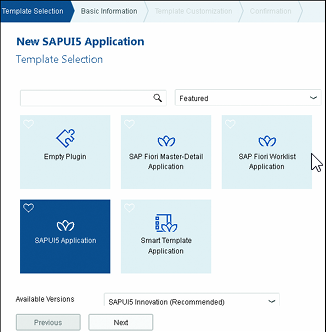 Template Selection
Basic Information
Template Customization
Confirmation
New SAPUI5 Application
Template Selection
Featured
Empty Plugin
SAP Fiori Master-Detail
Application
SAP Fiori Worklist
Application
SAPUI5 Application
Smart Template
Application
Available Versions
SAPUI5 Innovation (Recommended)
Previous
Next